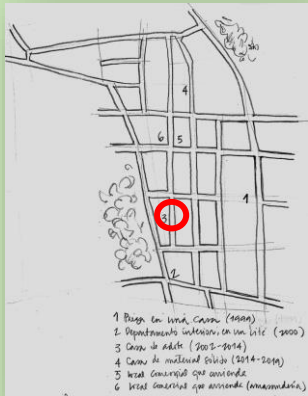 4
6 5
3
1
2
1 Pieza en una casa (1999)
2 Departamento interior, en un Cité (2000)
3 Casa de adobe (2002-2014)
4 Casa de material sólido (2014-2019)
5 local comercial que arrienda
6 local comercial que arrienda (amasandería)